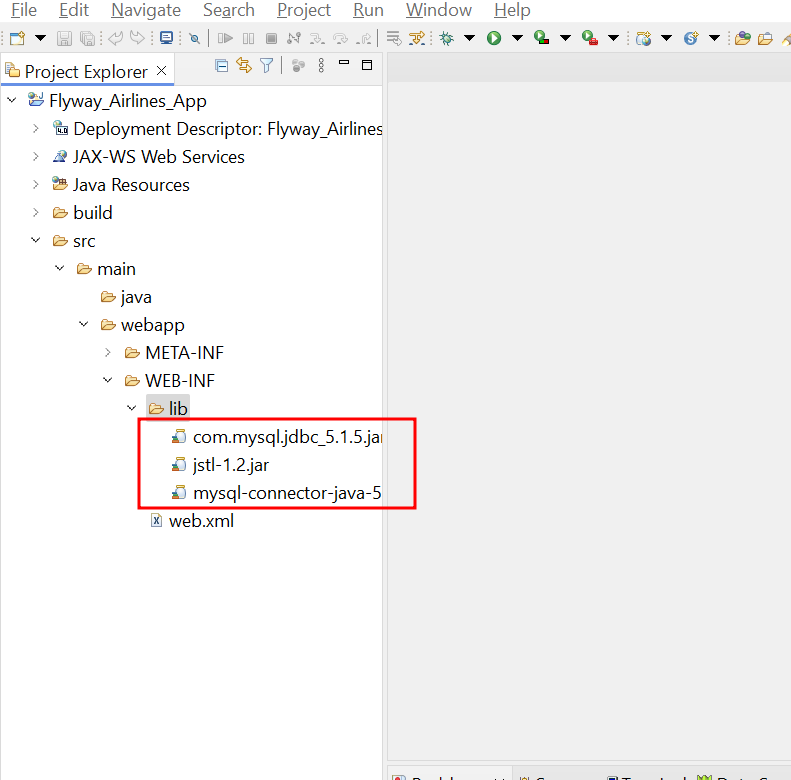 File Edit Navigate Search Project Run Window Help
Project Explorer
Flyway_Airlines_App
4.0
Deployment Descriptor: Flyway_Airlines
JAX-WS Web Services
Java Resources
build
src
main
java
webapp
META-INF
WEB-INF
lib
com.mysql.jdbc_5.1.5.jar
jstl-1.2.jar
mysql-connector-java-5
web.xml